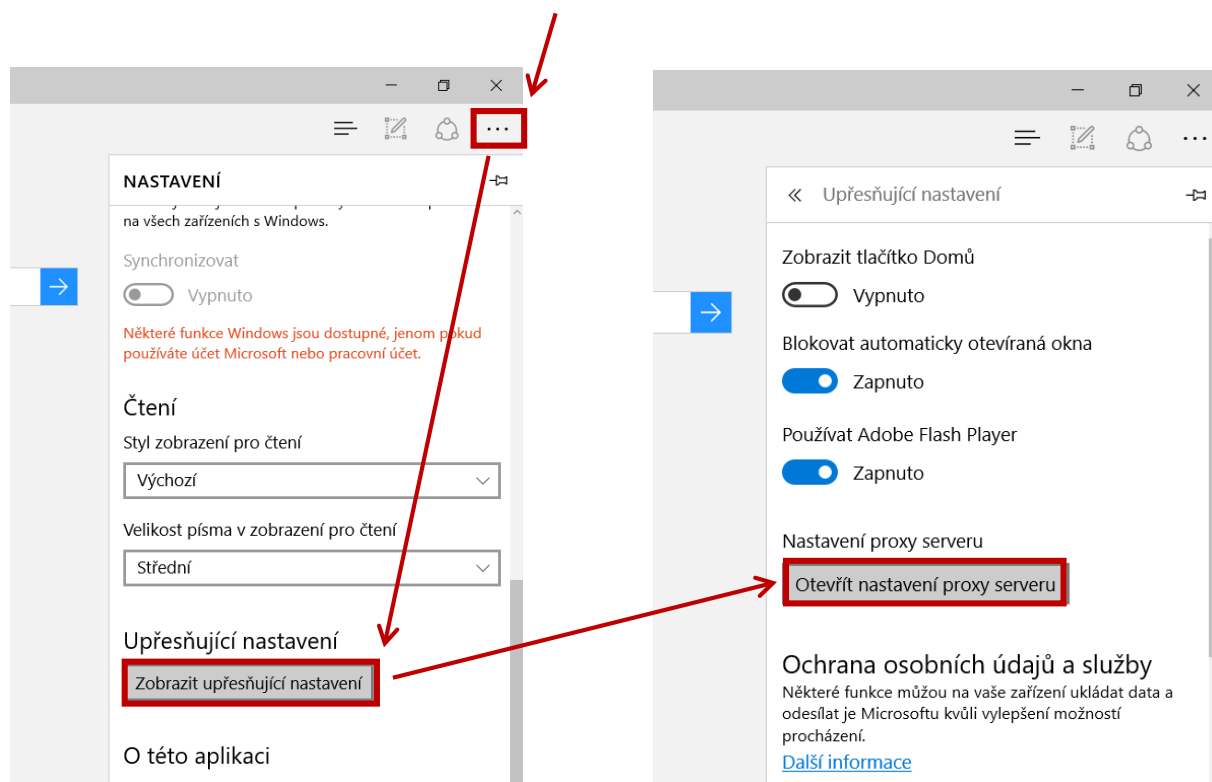 NASTAVENÍ
na všech zařízeních s Windows.
Synchronizovat
Vypnuto
Některé funkce Windows jsou dostupné, jenom pokud
používáte účet Microsoft nebo pracovní účet.
Čtení
Styl zobrazení pro čtení
Výchozí
Velikost písma v zobrazení pro čtení
Střední
Upřesňující nastavení
Zobrazit upřesňující nastavení
O této aplikaci
Upřesňující nastavení
Zobrazit tlačítko Domů
Vypnuto
Blokovat automaticky otevíraná okna
Zapnuto
Používat Adobe Flash Player
Zapnuto
Nastavení proxy serveru
Otevřít nastavení proxy serveru
Ochrana osobních údajů a služby
Některé funkce můžou na vaše zařízení ukládat data a
odesílat je Microsoftu kvůli vylepšení možností
procházení.
Další informace